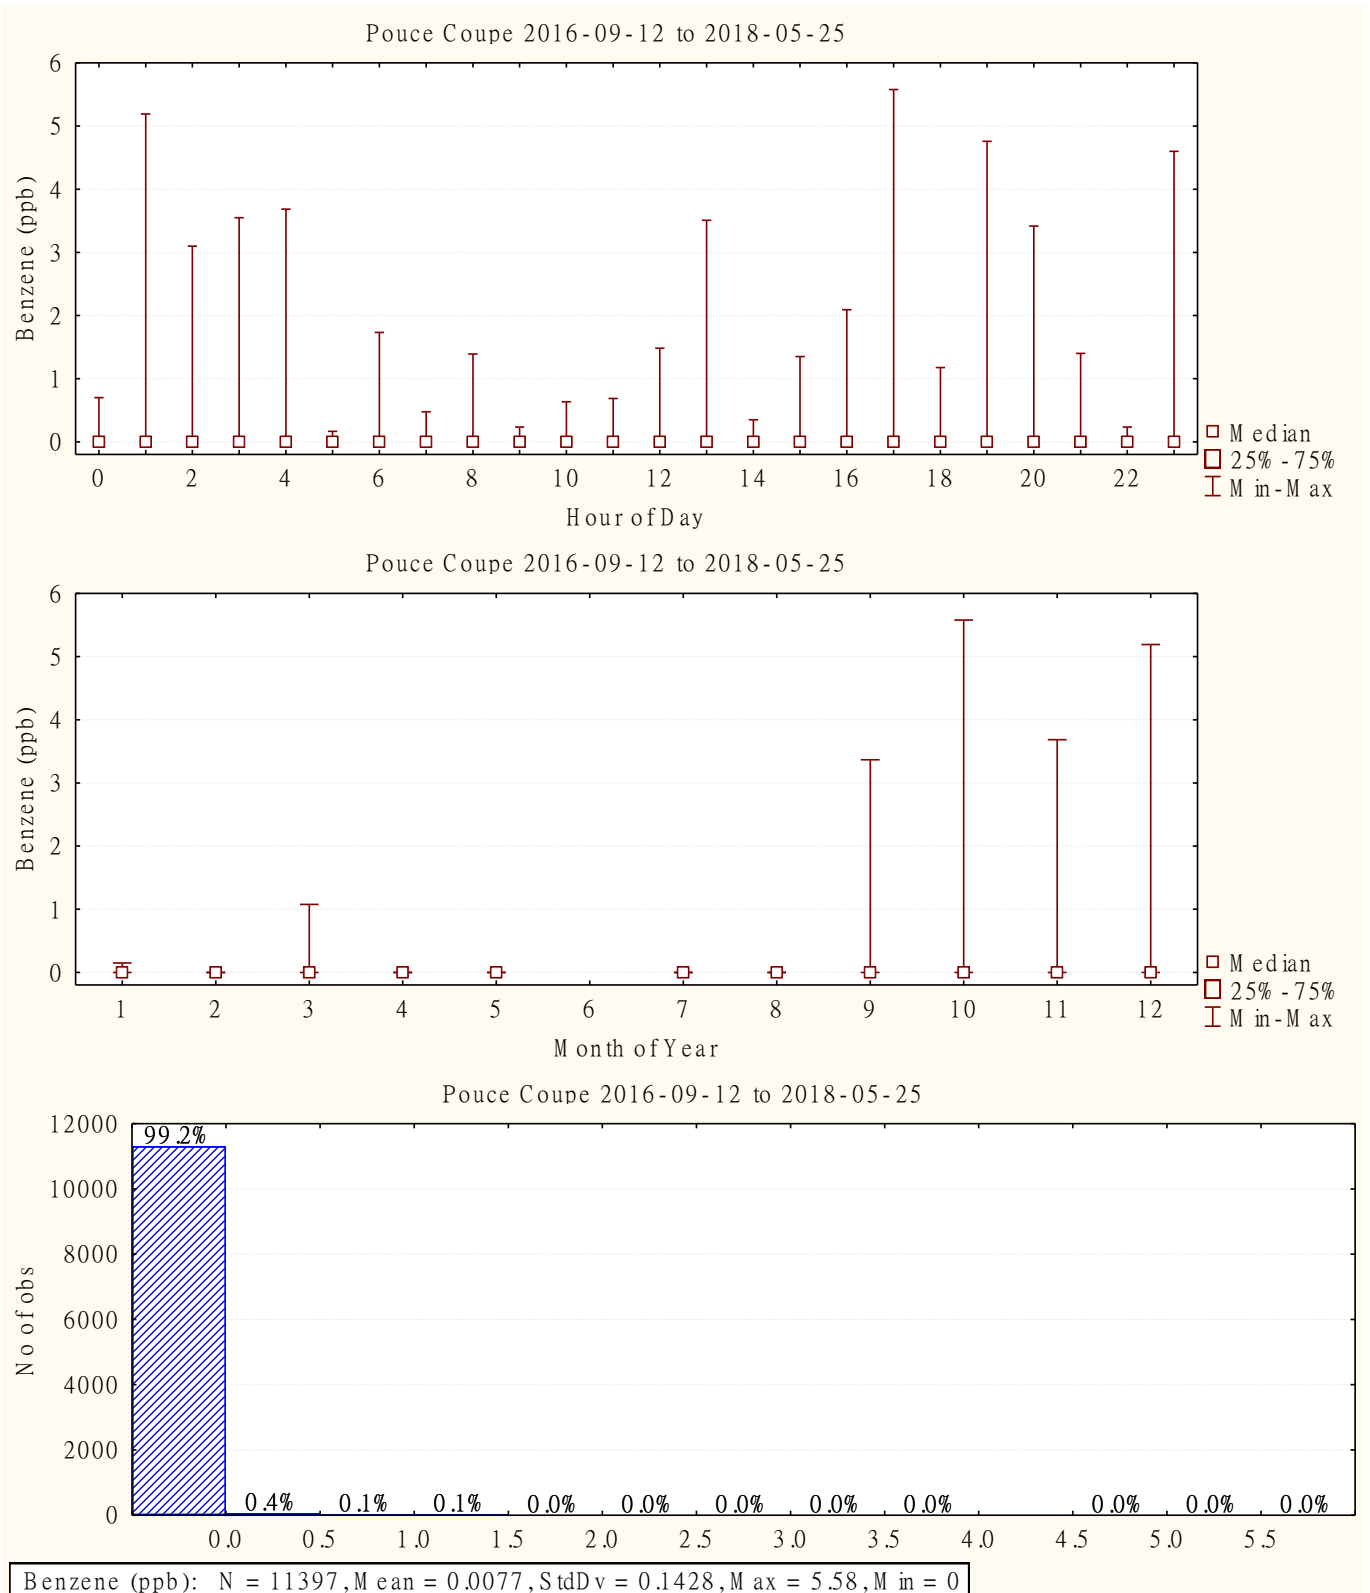 Pouce Coupe 2016-09-12 to 2018-05-25
6
5
4
3
2
1
0
Benzene (ppb)
0 2 4 6 8 10 12 14 16 18 20 22
Hour of Day
Median
25%-75%
Min-Max
Pouce Coupe 2016-09-12 to 2018-05-25
6
5
4
3
2
1
0
Benzene (ppb)
1 2 3 4 5 6 7 8 9 10 11 12
Month of Year
Median
25%-75%
Min-Max
Pouce Coupe 2016-09-12 to 2018-05-25
12000
10000
8000
6000
4000
2000
0
No of obs
99.2% 0.4% 0.1% 0.1% 0.0% 0.0% 0.0% 0.0% 0.0% 0.0% 0.0% 0.0%
0.0 0.5 1.0 1.5 2.0 2.5 3.0 3.5 4.0 4.5 5.0 5.5
Benzene (ppb): N = 11397, Mean = 0.0077, StdDv = 0.1428, Max = 5.58, Min = 0